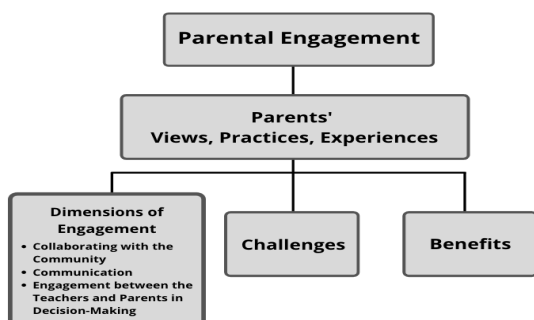 Parental Engagement
Parents'
Views, Practices, Experiences
Dimensions of
Engagement
• Collaborating with the
Community
• Communication
• Engagement between the
Teachers and Parents in
Decision-Making
Challenges
Benefits